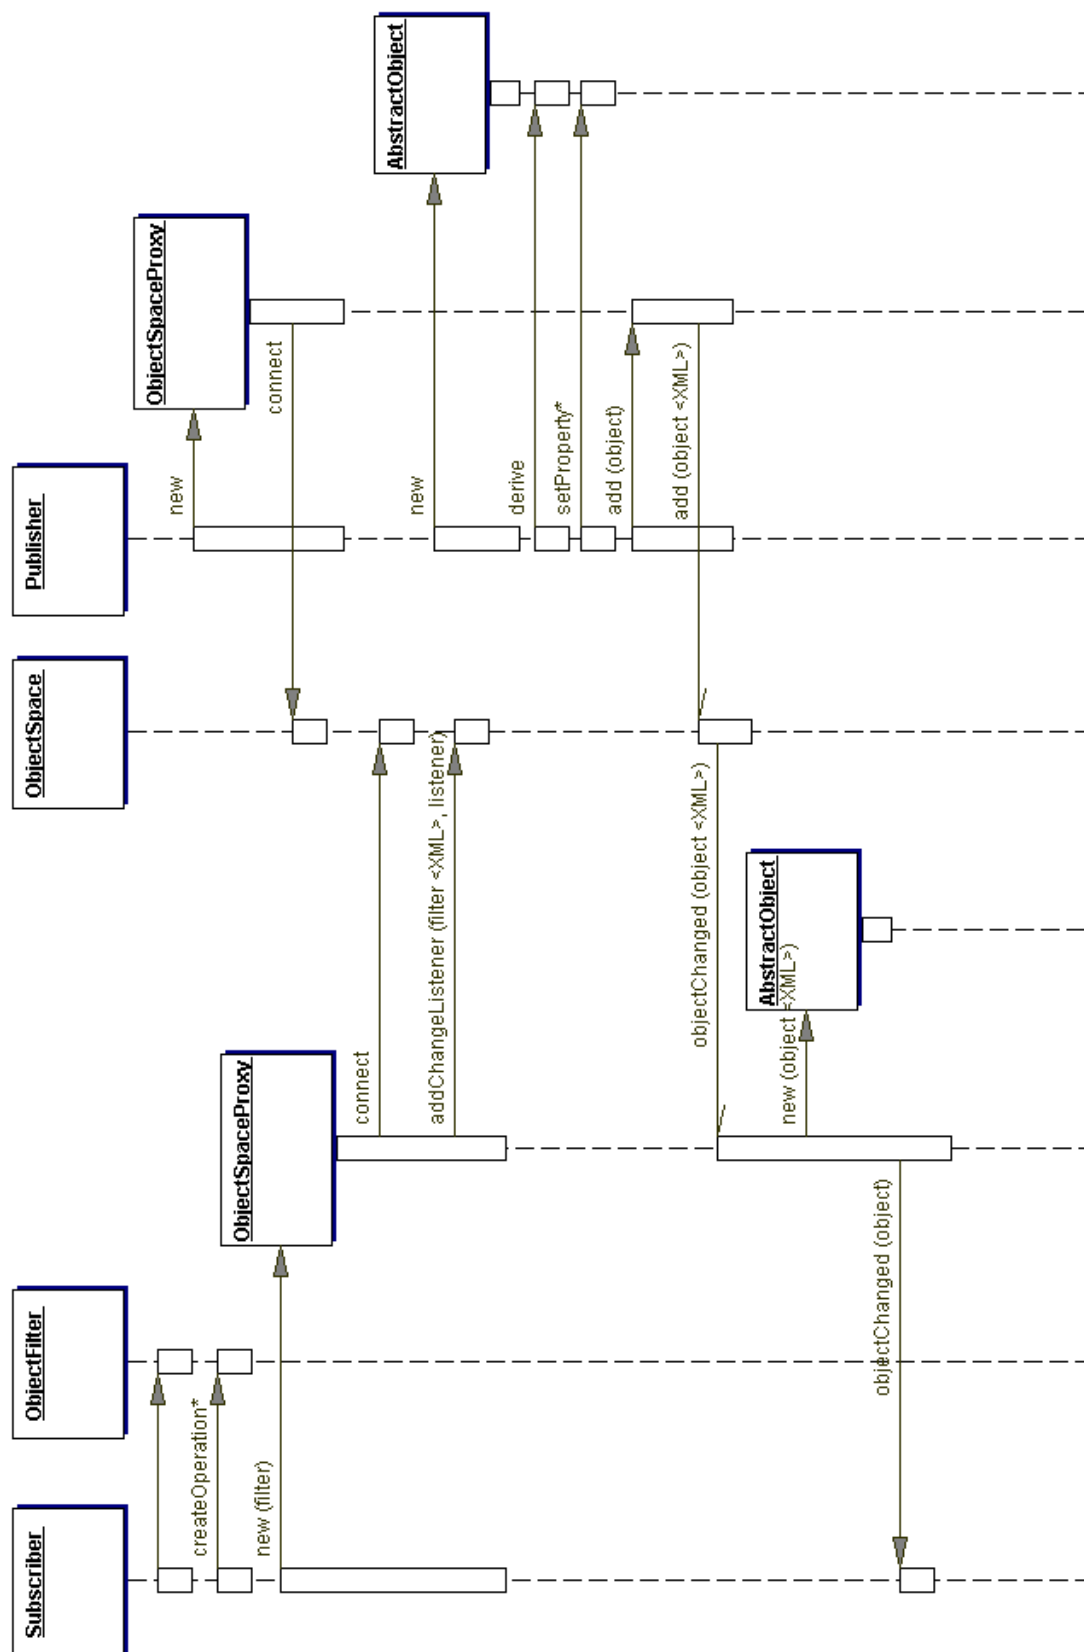 Subscriber
ObjectFilter
ObjectSpace
Publisher
createOperation*
new
ObjectSpaceProxy
new (filter)
ObjectSpaceProxy
connect
connect
addChangeListener (filter <XML>, listener)
new
AbstractObject
derive
setProperty*
add (object)
add (object <XML>)
objectChanged (object <XML>)
new (object <XML>)
AbstractObject
objectChanged (object)